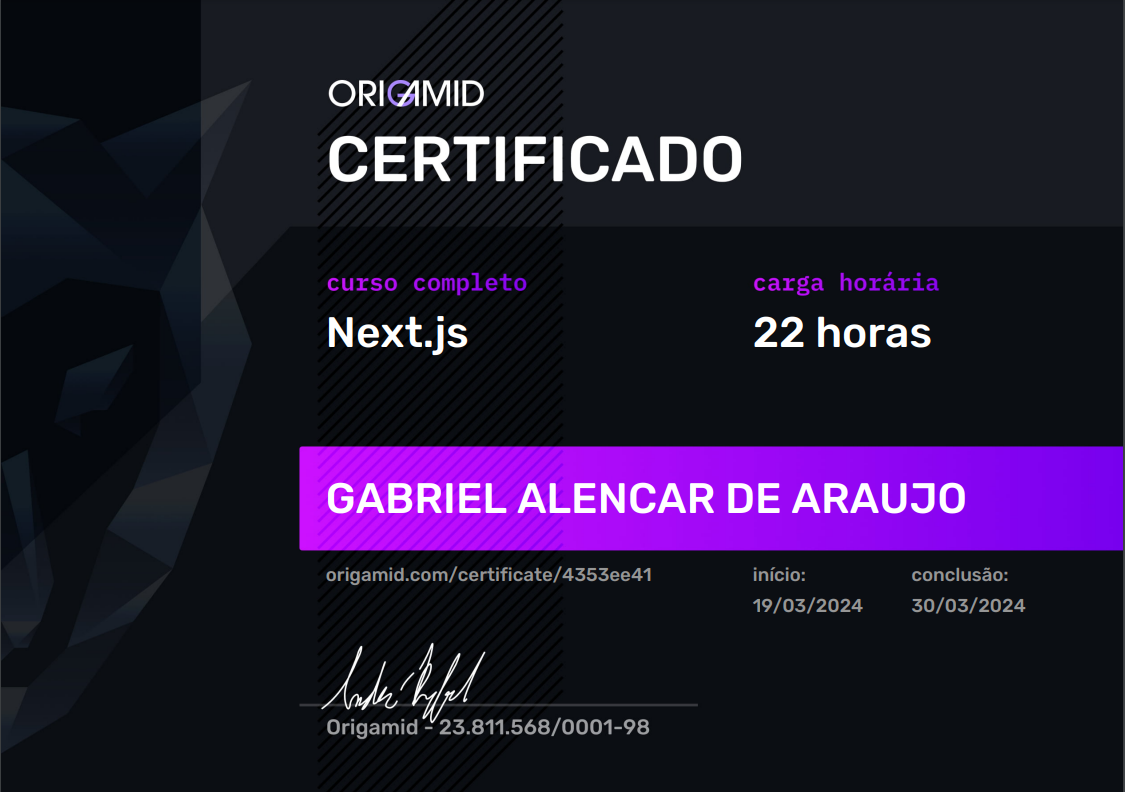 ORIGAMID
CERTIFICADO
curso completo
Next.js
carga horária
22 horas
GABRIEL ALENCAR DE ARAUJO
origamid.com/certificate/4353ee41
início:
19/03/2024
conclusão:
30/03/2024
Origamid - 23.811.568/0001-98